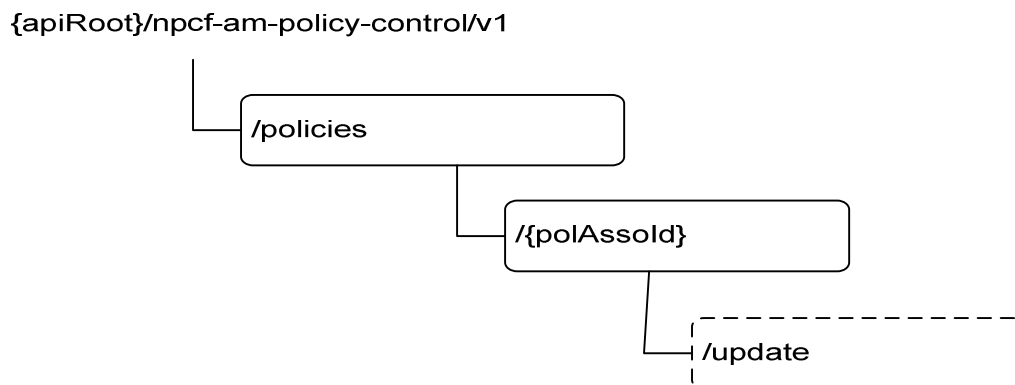 {apiRoot}/npcf-am-policy-control/v1
/policies
/{polAssoId}
/update